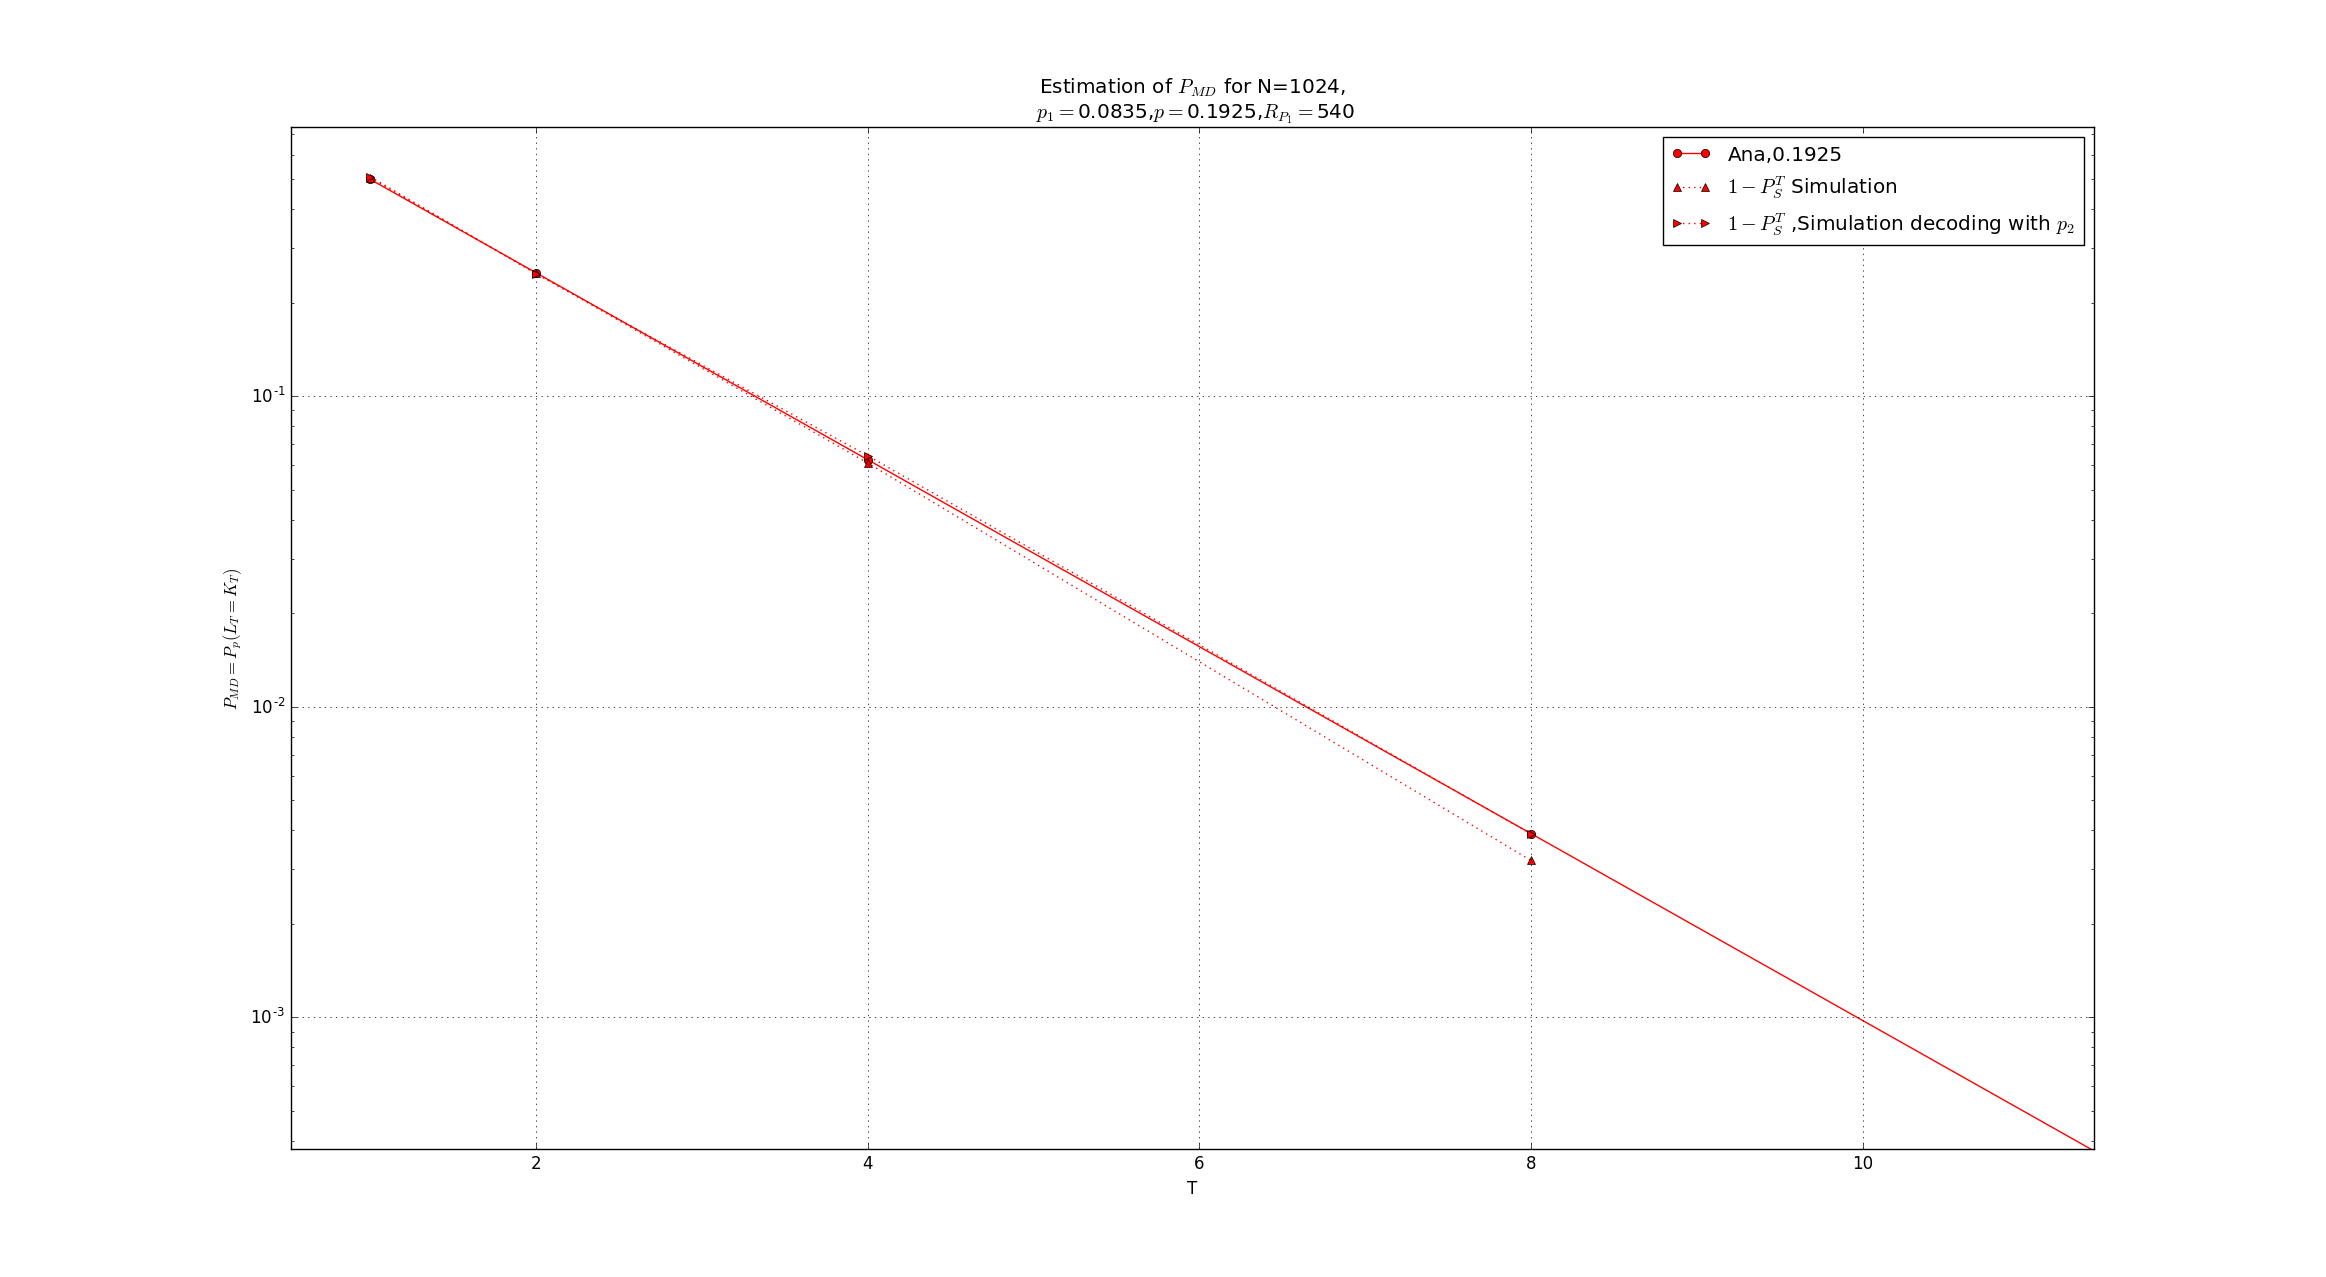 Estimation of P_MD for N=1024,
p_1 = 0.0835,p = 0.1925,R_{P_1} = 540
Ana,0.1925
1 − P_S^T Simulation
1 − P_S^T ,Simulation decoding with p_2
10^-1
10^-2
10^-3
P_MD = P_p(L_T = K_T)
2 4 6 8 10
T